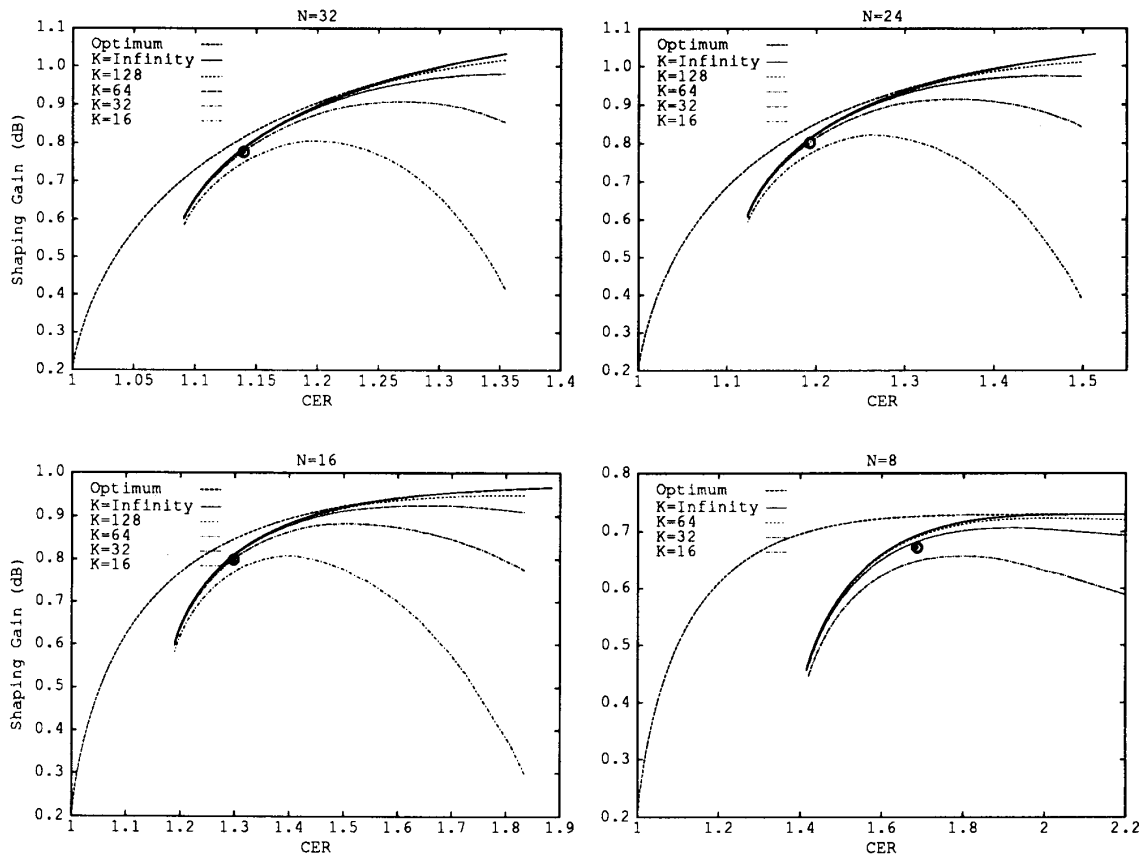 N=32
1.1
1.0
0.9
0.8
0.7
0.6
0.5
0.4
0.3
0.2
Shaping Gain (dB)
Optimum
K=Infinity
K=128
K=64
K=32
K=16
1 1.05 1.1 1.15 1.2 1.25 1.3 1.35 1.4
CER
N=24
1.1
1.0
0.9
0.8
0.7
0.6
0.5
0.4
0.3
0.2
Optimum
K=Infinity
K=128
K=64
K=32
K=16
1 1.1 1.2 1.3 1.4 1.5
CER
N=16
1.0
0.9
0.8
0.7
0.6
0.5
0.4
0.3
0.2
Shaping Gain (dB)
Optimum
K=Infinity
K=128
K=64
K=32
K=16
1 1.1 1.2 1.3 1.4 1.5 1.6 1.7 1.8 1.9
CER
N=8
0.8
0.7
0.6
0.5
0.4
0.3
0.2
Optimum
K=Infinity
K=64
K=32
K=16
1 1.2 1.4 1.6 1.8 2 2.2
CER